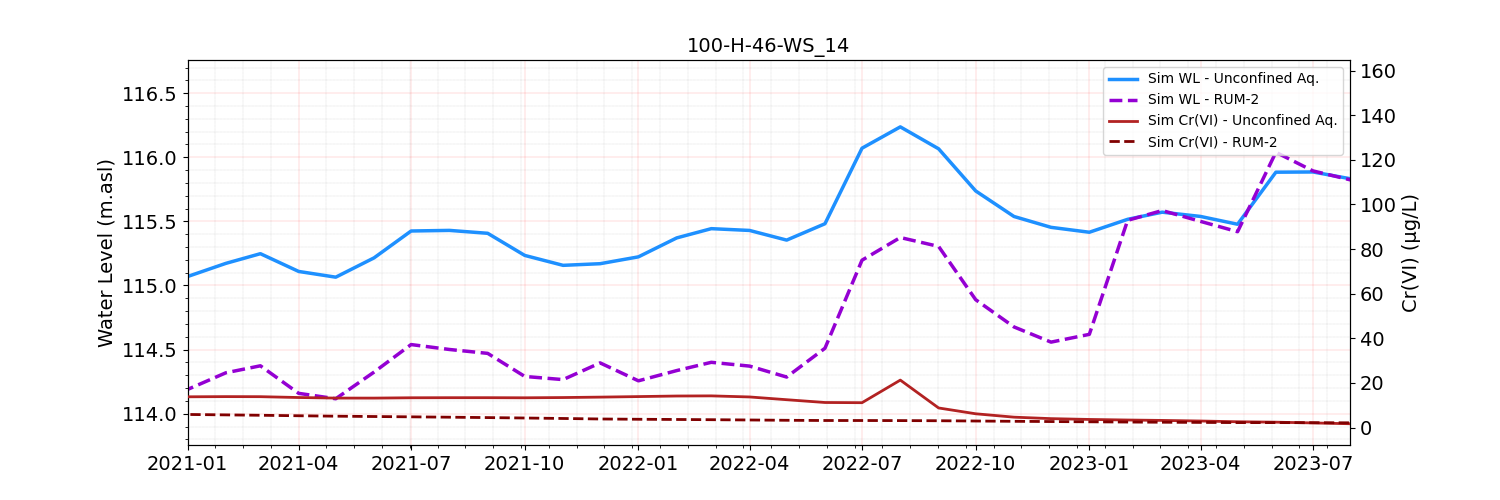 100-H-46-WS_14
Water Level (m.asl)
116.5
116.0
115.5
115.0
114.5
114.0
Sim WL - Unconfined Aq.
Sim WL - RUM-2
Sim Cr(VI) - Unconfined Aq.
Sim Cr(VI) - RUM-2
160
140
120
100
80
60
40
20
0
Cr(VI) (µg/L)
2021-01 2021-04 2021-07 2021-10 2022-01 2022-04 2022-07 2022-10 2023-01 2023-04 2023-07